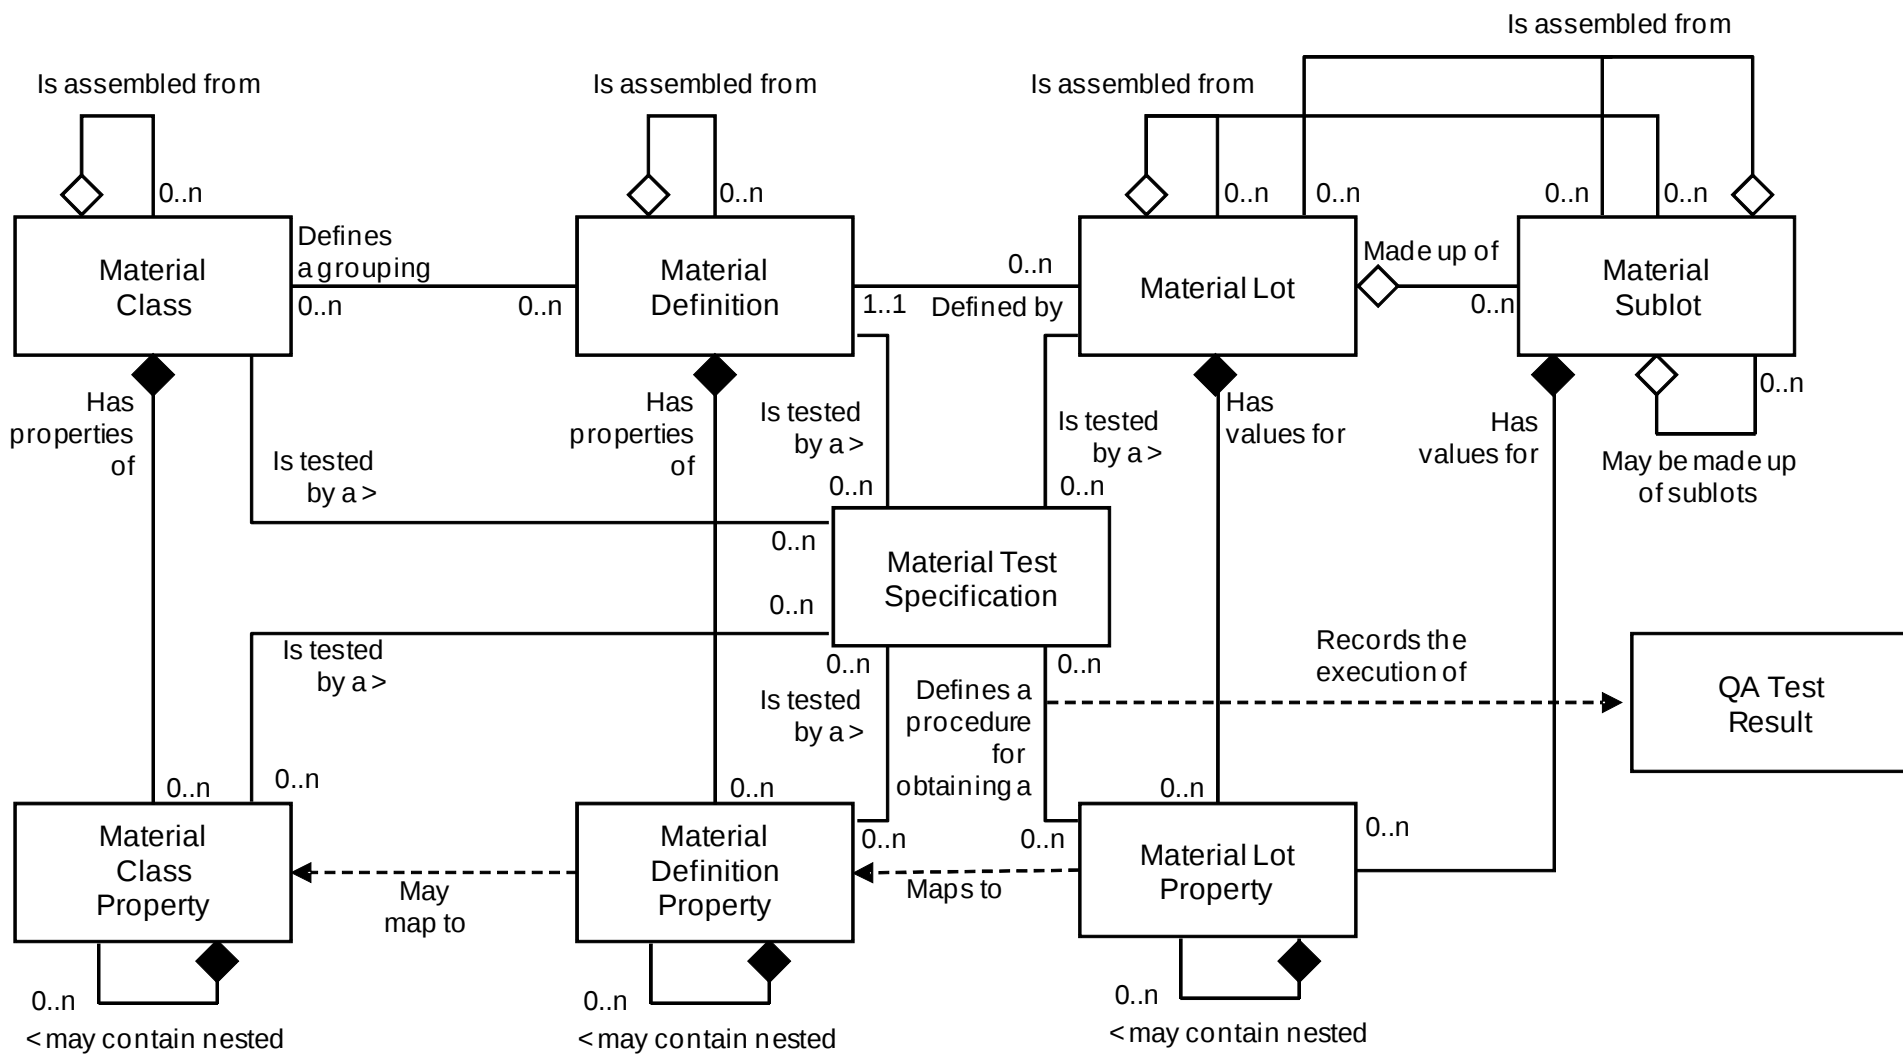 Is assembled from
Is assembled from
Is assembled from
Is assembled from
0..n
0..n
0..n
0..n
0..n
0..n
Material
Class
Defines
a grouping
0..n
0..n
Material
Definition
0..n
1..1
Defined by
Material Lot
Made up of
0..n
Material
Sublot
Has
properties
of
Is tested
by a >
Has
properties
of
Is tested
by a >
0..n
Is tested
by a >
0..n
Has
values for
Has
values for
0..n
May be made up
of sublots
0..n
0..n
Material Test
Specification
Is tested
by a >
0..n
Is tested
by a >
0..n
Defines a
procedure
for
obtaining a
Records the
execution of
QA Test
Result
0..n
0..n
0..n
0..n
0..n
0..n
0..n
Material
Class
Property
May
map to
Material
Definition
Property
Maps to
Material Lot
Property
0..n
< may contain nested
0..n
< may contain nested
0..n
< may contain nested